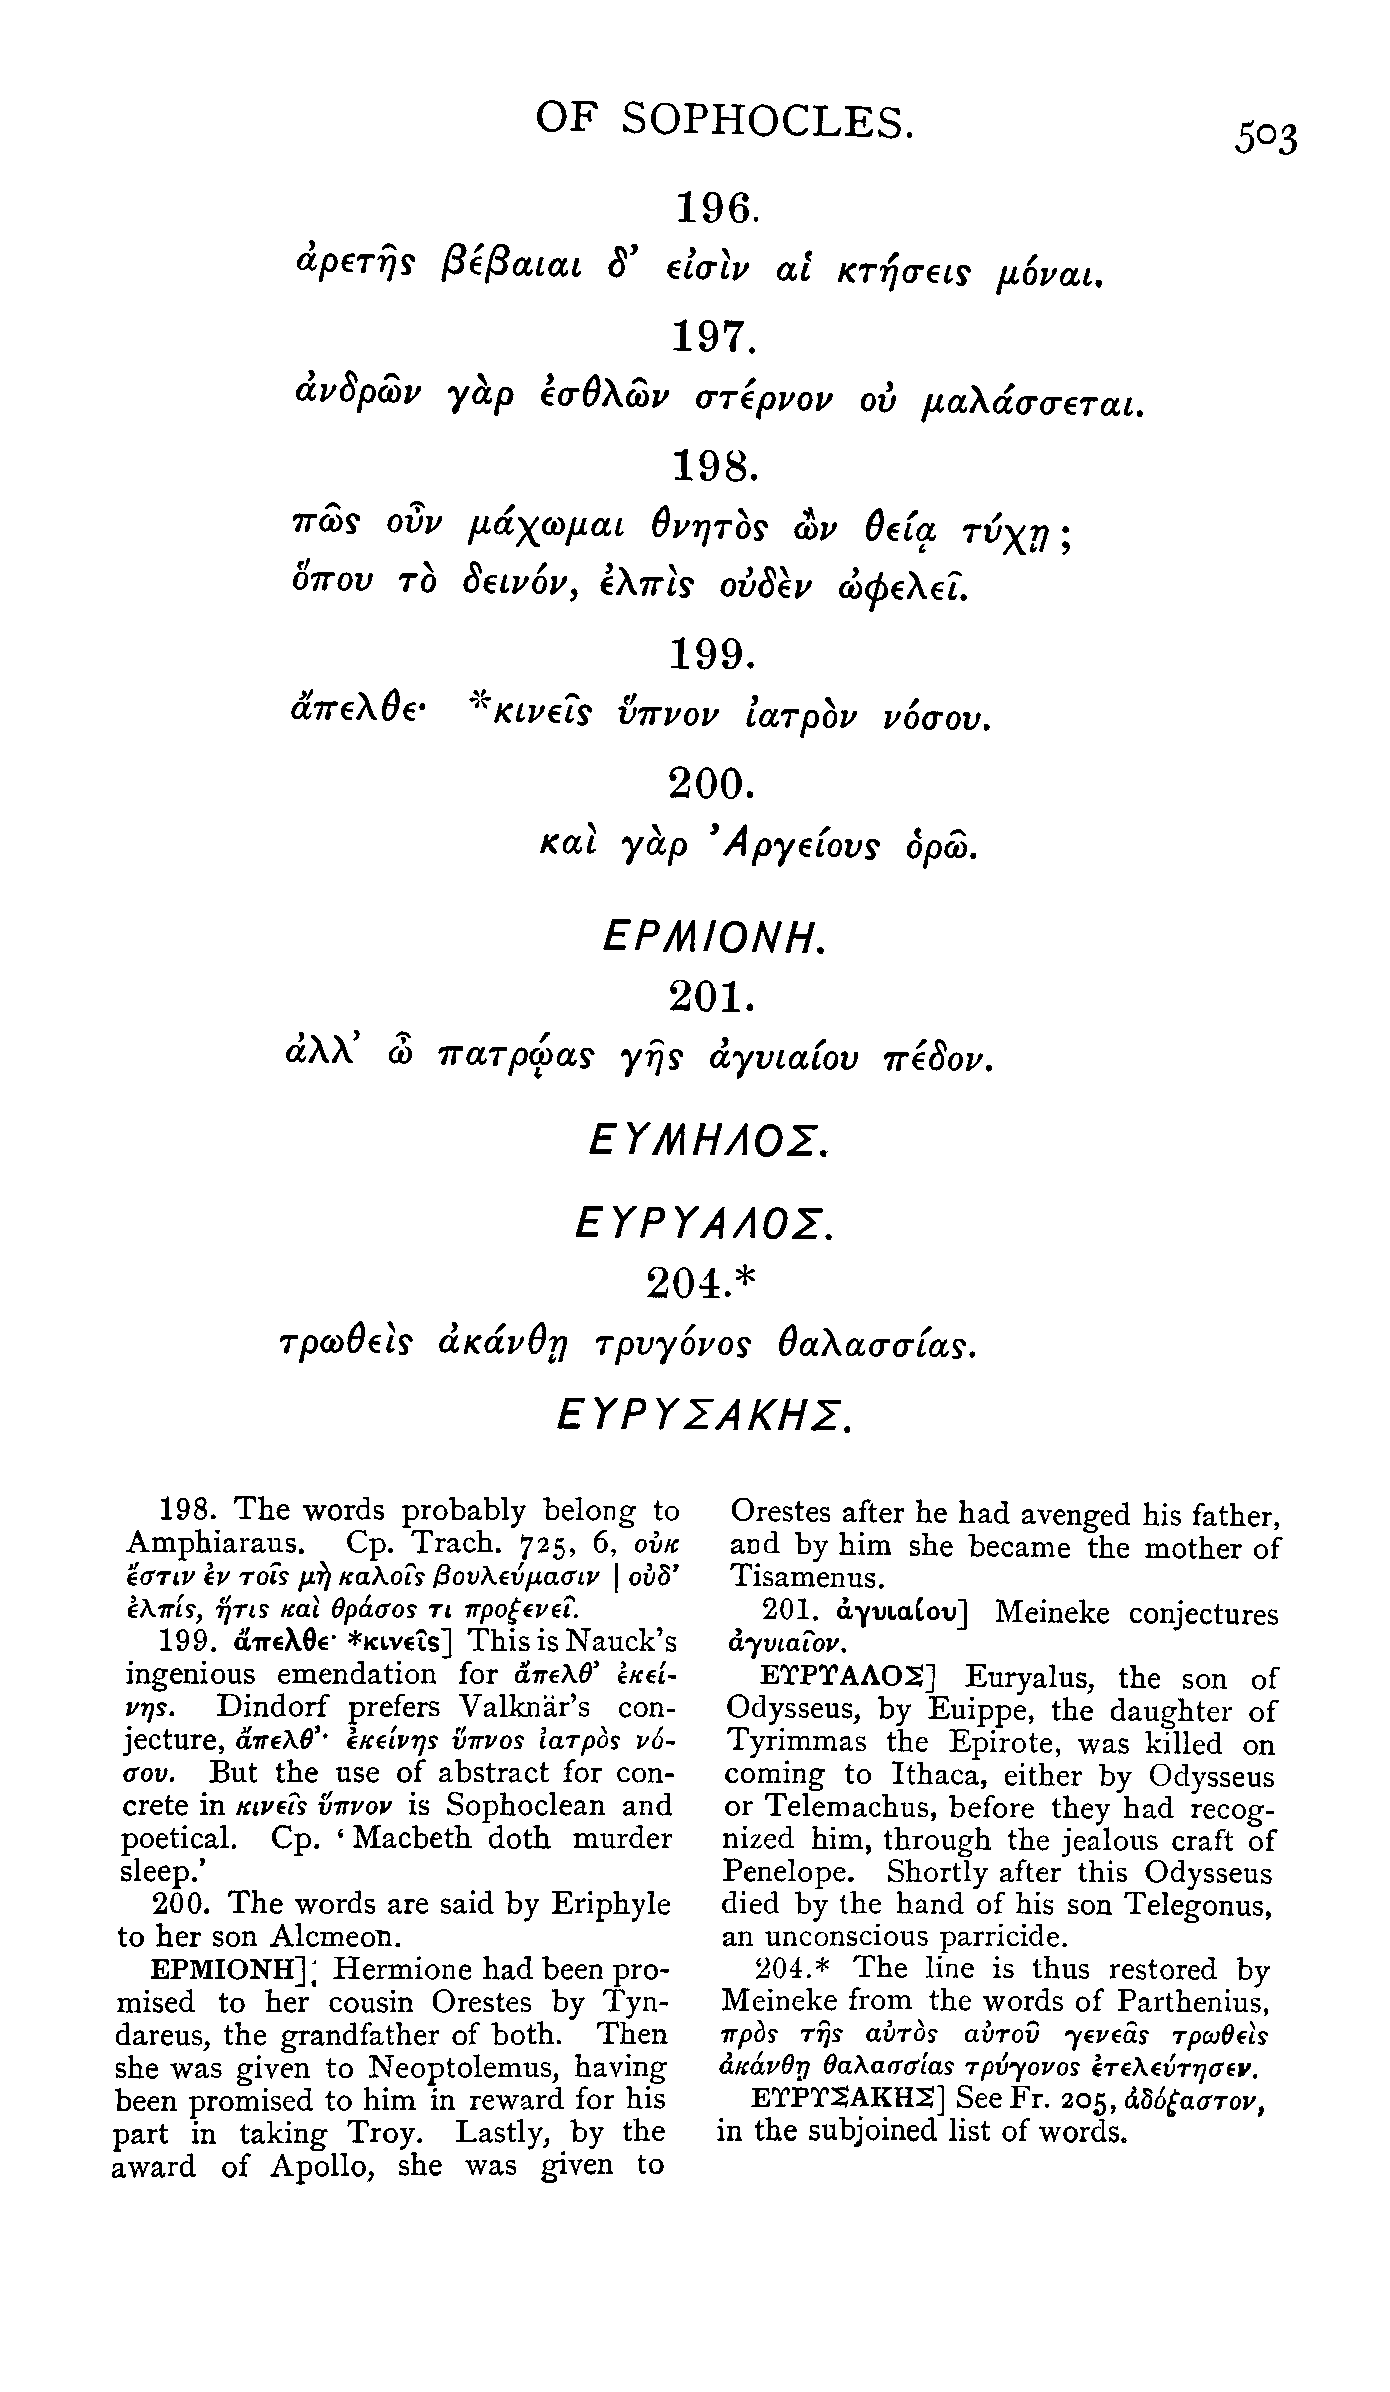 OF SOPHOCLES.
503
196.
ἀρετῆς βέβαιαι δ’ εἰσὶν αἱ κτήσεις μόναι.
197.
ἀνδρῶν γὰρ ἐσθλῶν στέρνον οὐ μαλάσσεται.
198.
πῶς οὖν μάχωμαι θνητὸς ὢν θείᾳ τύχῃ ;
ὅπου τὸ δεινόν, ἐλπὶς οὐδὲν ὠφελεῖ.
199.
ἄπελθε· *κινεῖς ὕπνον ἰατρὸν νόσου.
200.
καὶ γὰρ Ἀργείους ὁρῶ.
ΕΡΜΙΟΝΗ.
201.
ἀλλ’ ὦ πατρῴας γῆς ἀγυιαίου πέδον.
ΕΥΜΗΛΟΣ.
ΕΥΡΥΑΛΟΣ.
204.*
τρωθεὶς ἀκάνθῃ τρυγόνος θαλασσίας.
ΕΥΡΥΣΑΚΗΣ.
198. The words probably belong to
Amphiaraus. Cp. Trach. 725, 6, οὐκ
ἔστιν ἐν τοῖς μὴ καλοῖς βουλεύμασιν | οὐδ’
ἐλπίς, ἥτις καὶ θράσος τι προξενεῖ.
199. ἄπελθε· *κινεῖς] This is Nauck's
ingenious emendation for ἄπελθ’ ἐκεί-
νης. Dindorf prefers Valknär's con-
jecture, ἄπελθ’· ἐκείνης ὕπνος ἰατρὸς νό-
σου. But the use of abstract for con-
crete in κινεῖς ὕπνον is Sophoclean and
poetical. Cp. ‘Macbeth doth murder
sleep.’
200. The words are said by Eriphyle
to her son Alcmeon.
ΕΡΜΙΟΝΗ] Hermione had been pro-
mised to her cousin Orestes by Tyn-
dareus, the grandfather of both. Then
she was given to Neoptolemus, having
been promised to him in reward for his
part in taking Troy. Lastly, by the
award of Apollo, she was given to
Orestes after he had avenged his father,
and by him she became the mother of
Tisamenus.
201. ἀγυιαίου] Meineke conjectures
ἀγυιαῖον.
ΕΥΡΥΑΛΟΣ] Euryalus, the son of
Odysseus, by Euippe, the daughter of
Tyrimmas the Epirote, was killed on
coming to Ithaca, either by Odysseus
or Telemachus, before they had recog-
nized him, through the jealous craft of
Penelope. Shortly after this Odysseus
died by the hand of his son Telegonus,
an unconscious parricide.
204.* The line is thus restored by
Meineke from the words of Parthenius,
πρὸς τῆς αὐτὸς αὐτοῦ γενεᾶς τρωθεὶς
ἀκάνθῃ θαλασσίας τρύγονος ἐτελεύτησεν.
ΕΥΡΥΣΑΚΗΣ] See Fr. 205, ἀδόξαστον,
in the subjoined list of words.